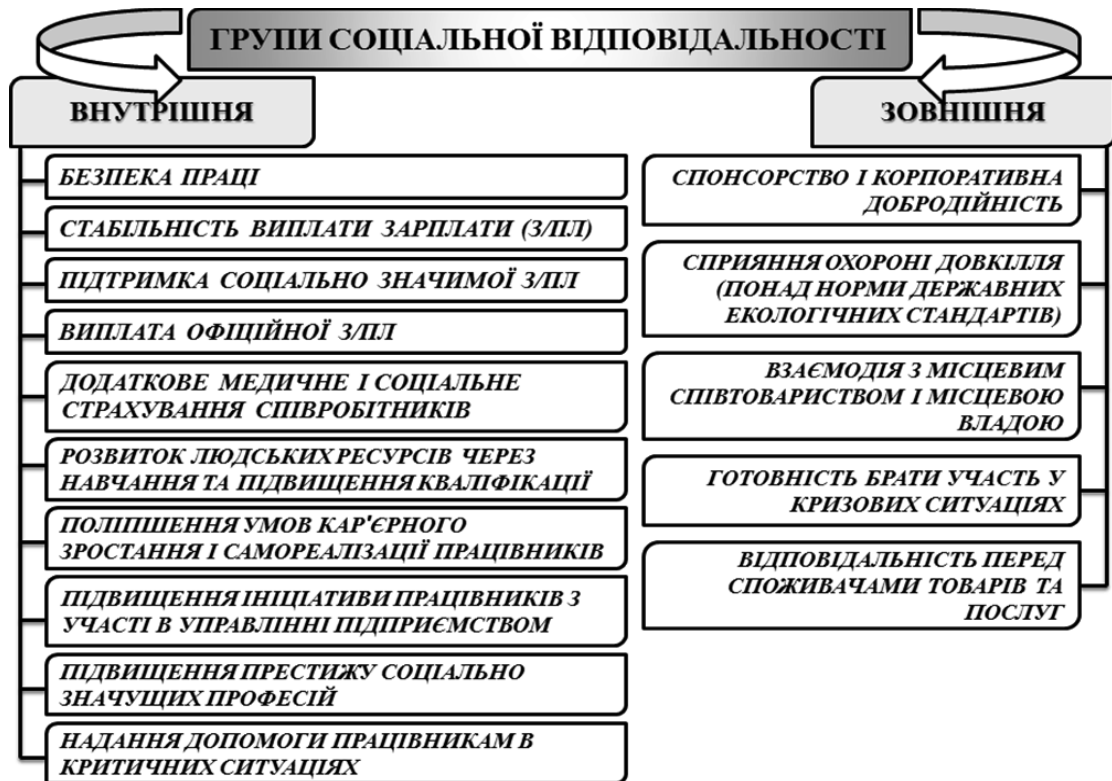 ГРУПИ СОЦІАЛЬНОЇ ВІДПОВІДАЛЬНОСТІ
ВНУТРІШНЯ
БЕЗПЕКА ПРАЦІ
СТАБІЛЬНІСТЬ ВИПЛАТИ ЗАРПЛАТИ (З/ПЛ)
ПІДТРИМКА СОЦІАЛЬНО ЗНАЧИМОЇ З/ПЛ
ВИПЛАТА ОФІЦІЙНОЇ З/ПЛ
ДОДАТКОВЕ МЕДИЧНЕ І СОЦІАЛЬНЕ
СТРАХУВАННЯ СПІВРОБІТНИКІВ
РОЗВИТОК ЛЮДСЬКИХ РЕСУРСІВ ЧЕРЕЗ
НАВЧАННЯ ТА ПІДВИЩЕННЯ КВАЛІФІКАЦІЇ
ПОЛІПШЕННЯ УМОВ КАР'ЄРНОГО
ЗРОСТАННЯ І САМОРЕАЛІЗАЦІЇ ПРАЦІВНИКІВ
ПІДВИЩЕННЯ ІНІЦІАТИВИ ПРАЦІВНИКІВ З
УЧАСТІ В УПРАВЛІННІ ПІДПРИЄМСТВОМ
ПІДВИЩЕННЯ ПРЕСТИЖУ СОЦІАЛЬНО
ЗНАЧУЩИХ ПРОФЕСІЙ
НАДАННЯ ДОПОМОГИ ПРАЦІВНИКАМ В
КРИТИЧНИХ СИТУАЦІЯХ
ЗОВНІШНЯ
СПОНСОРСТВО І КОРПОРАТИВНА
ДОБРОДІЙНІСТЬ
СПРИЯННЯ ОХОРОНІ ДОВКІЛЛЯ
(ПОНАД НОРМИ ДЕРЖАВНИХ
ЕКОЛОГІЧНИХ СТАНДАРТІВ)
ВЗАЄМОДІЯ З МІСЦЕВИМ
СПІВТОВАРИСТВОМ І МІСЦЕВОЮ
ВЛАДОЮ
ГОТОВНІСТЬ БРАТИ УЧАСТЬ У
КРИЗОВИХ СИТУАЦІЯХ
ВІДПОВІДАЛЬНІСТЬ ПЕРЕД
СПОЖИВАЧАМИ ТОВАРІВ ТА
ПОСЛУГ